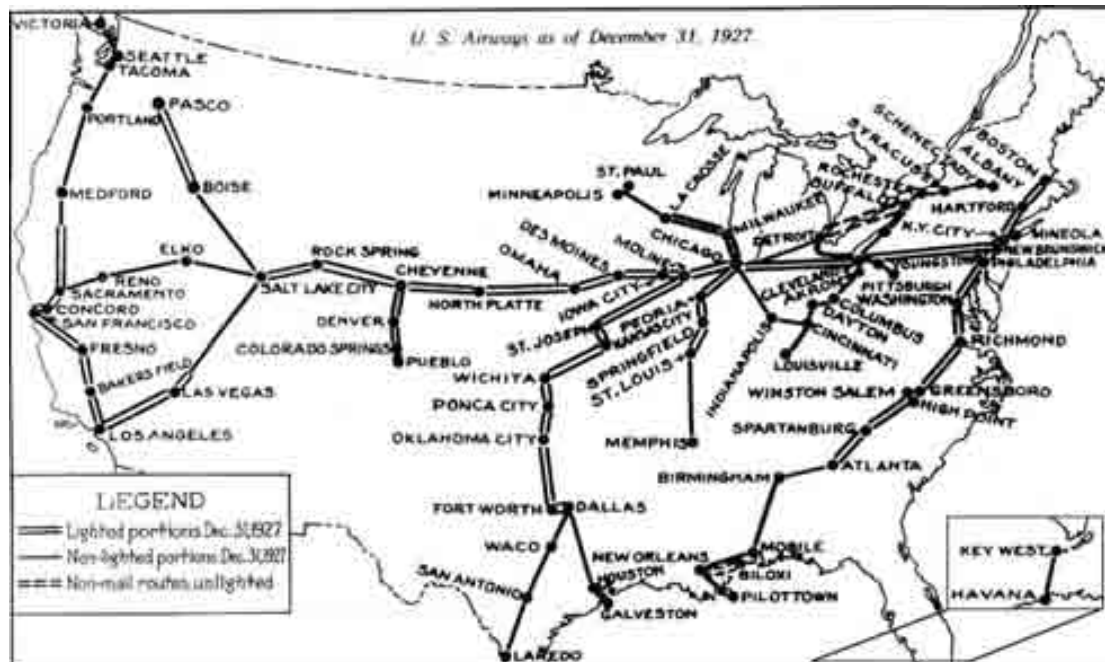 U. S. Airways as of December 31, 1927
VICTORIA
SEATTLE
TACOMA
PASCO
PORTLAND
MEDFORD
BOISE
ELKO
RENO
SACRAMENTO
CONCORD
SAN FRANCISCO
FRESNO
BAKERSFIELD
LOS ANGELES
LAS VEGAS
SALT LAKE CITY
ROCK SPRING
CHEYENNE
DENVER
COLORADO SPRINGS
PUEBLO
NORTH PLATTE
OMAHA
DES MOINES
IOWA CITY
MOLINE
CHICAGO
MILWAUKEE
LA CROSSE
ST. PAUL
MINNEAPOLIS
ST. JOSEPH
KANSAS CITY
PEORIA
SPRINGFIELD
ST. LOUIS
MEMPHIS
WICHITA
PONCA CITY
OKLAHOMA CITY
FORT WORTH
DALLAS
WACO
SAN ANTONIO
LAREDO
HOUSTON
GALVESTON
NEW ORLEANS
BILOXI
MOBILE
PILOTTOWN
BIRMINGHAM
ATLANTA
SPARTANBURG
HIGH POINT
GREENSBORO
WINSTON SALEM
RICHMOND
WASHINGTON
PHILADELPHIA
NEW BRUNSWICK
N.Y. CITY
MINEOLA
HARTFORD
BOSTON
ALBANY
SCHENECTADY
SYRACUSE
ROCHESTER
BUFFALO
DETROIT
CLEVELAND
AKRON
YOUNGSTOWN
PITTSBURGH
COLUMBUS
DAYTON
CINCINNATI
LOUISVILLE
INDIANAPOLIS
KEY WEST
HAVANA
LEGEND
Lighted portions Dec. 31, 1927
Non-lighted portions Dec. 31, 1927
Non-mail routes unlighted